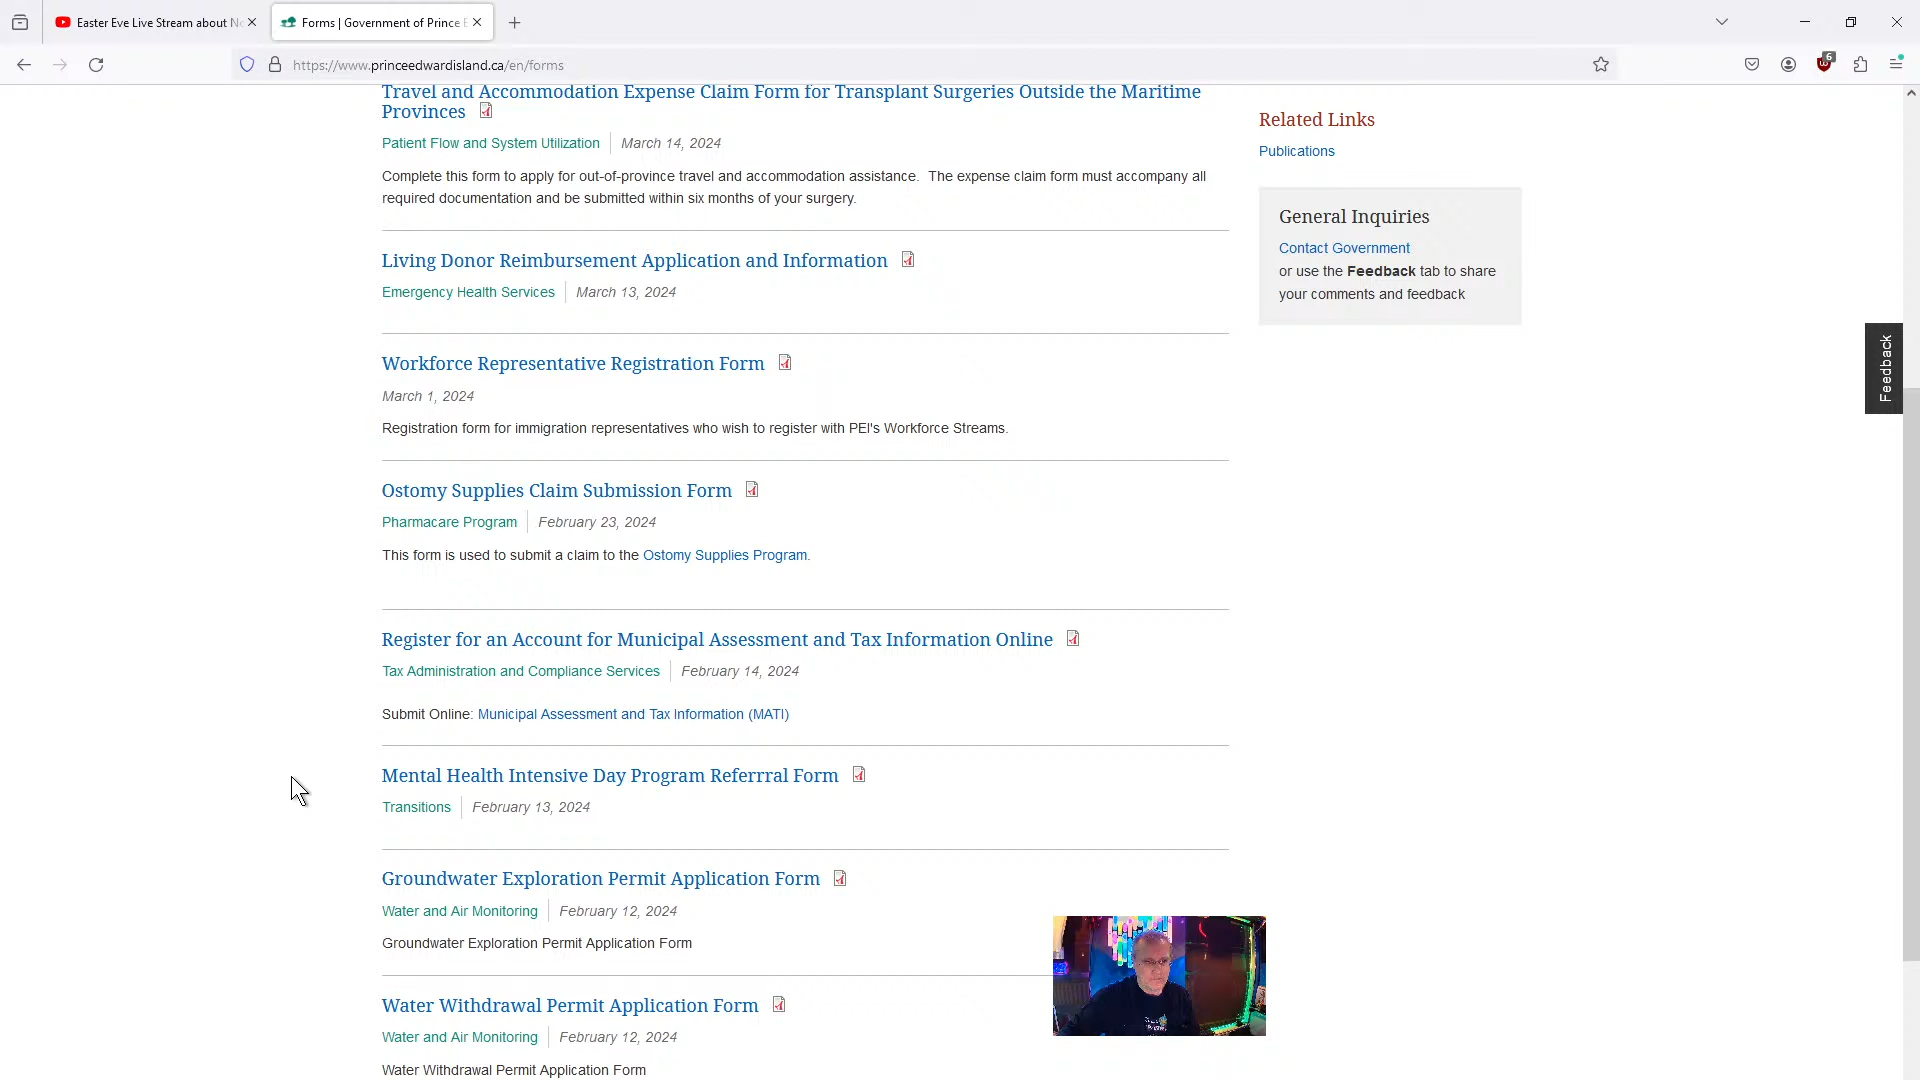 Easter Eve Live Stream about N
Forms | Government of Prince E
https://www.princeedwardisland.ca/en/forms
6
Travel and Accommodation Expense Claim Form for Transplant Surgeries Outside the Maritime
Provinces
Patient Flow and System Utilization
March 14, 2024
Complete this form to apply for out-of-province travel and accommodation assistance.  The expense claim form must accompany all
required documentation and be submitted within six months of your surgery.
Living Donor Reimbursement Application and Information
Emergency Health Services
March 13, 2024
Workforce Representative Registration Form
March 1, 2024
Registration form for immigration representatives who wish to register with PEI's Workforce Streams.
Ostomy Supplies Claim Submission Form
Pharmacare Program
February 23, 2024
This form is used to submit a claim to the Ostomy Supplies Program.
Register for an Account for Municipal Assessment and Tax Information Online
Tax Administration and Compliance Services
February 14, 2024
Submit Online: Municipal Assessment and Tax Information (MATI)
Mental Health Intensive Day Program Referrral Form
Transitions
February 13, 2024
Groundwater Exploration Permit Application Form
Water and Air Monitoring
February 12, 2024
Groundwater Exploration Permit Application Form
Water Withdrawal Permit Application Form
Water and Air Monitoring
February 12, 2024
Water Withdrawal Permit Application Form
Related Links
Publications
General Inquiries
Contact Government
or use the Feedback tab to share
your comments and feedback
Feedback